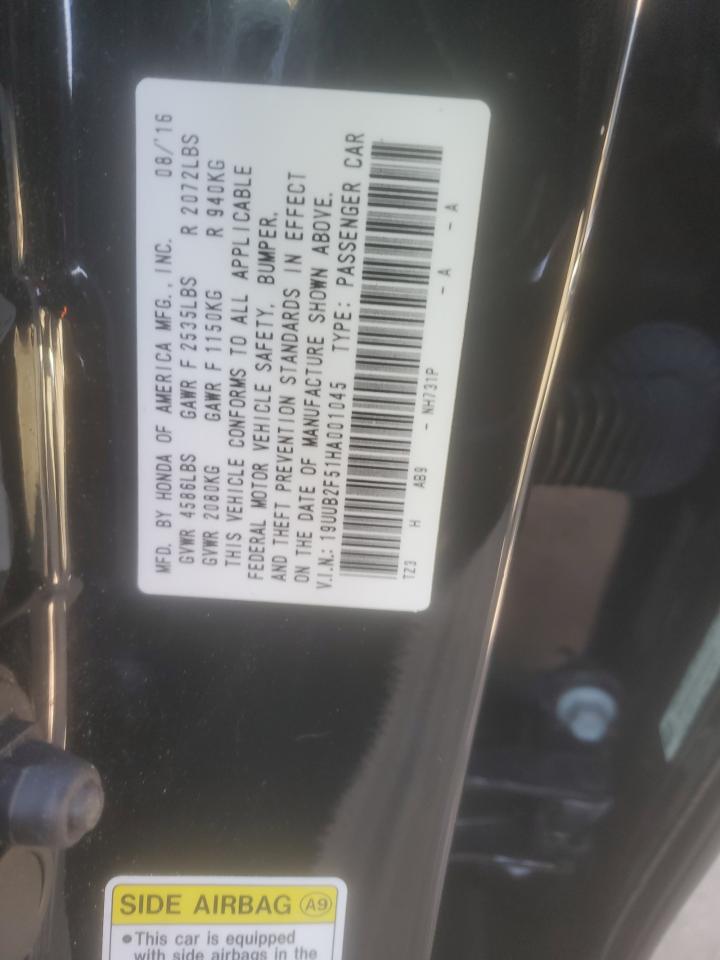 MFD. BY HONDA OF AMERICA MFG., INC. 08/'16
GVWR 4586LBS GAWR F 2535LBS R 2072LBS
GVWR 2080KG GAWR F 1150KG R 940KG
THIS VEHICLE CONFORMS TO ALL APPLICABLE
FEDERAL MOTOR VEHICLE SAFETY, BUMPER,
AND THEFT PREVENTION STANDARDS IN EFFECT
ON THE DATE OF MANUFACTURE SHOWN ABOVE.
V.I.N.: 19UUB2F51HA001045 TYPE: PASSENGER CAR
TZ3 H AB9 - NH731P - A - A
SIDE AIRBAG A9
•This car is equipped
with side airbags in the